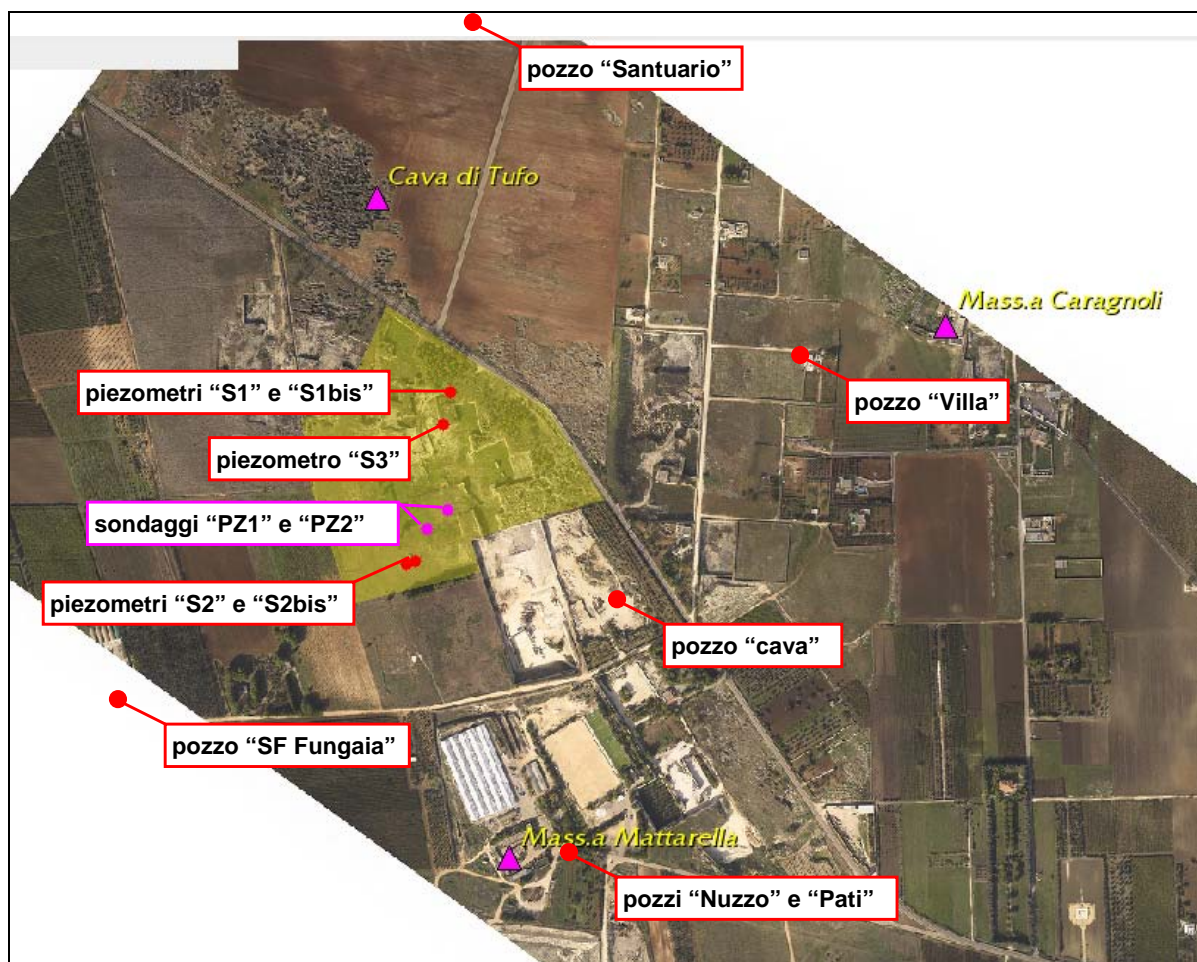 pozzo “Santuario”
Cava di Tufo
Mass.a Caragnoli
piezometri “S1” e “S1bis”
pozzo “Villa”
piezometro “S3”
sondaggi “PZ1” e “PZ2”
piezometri “S2” e “S2bis”
pozzo “cava”
pozzo “SF Fungaia”
Mass.a Mattarella
pozzi “Nuzzo” e “Pati”